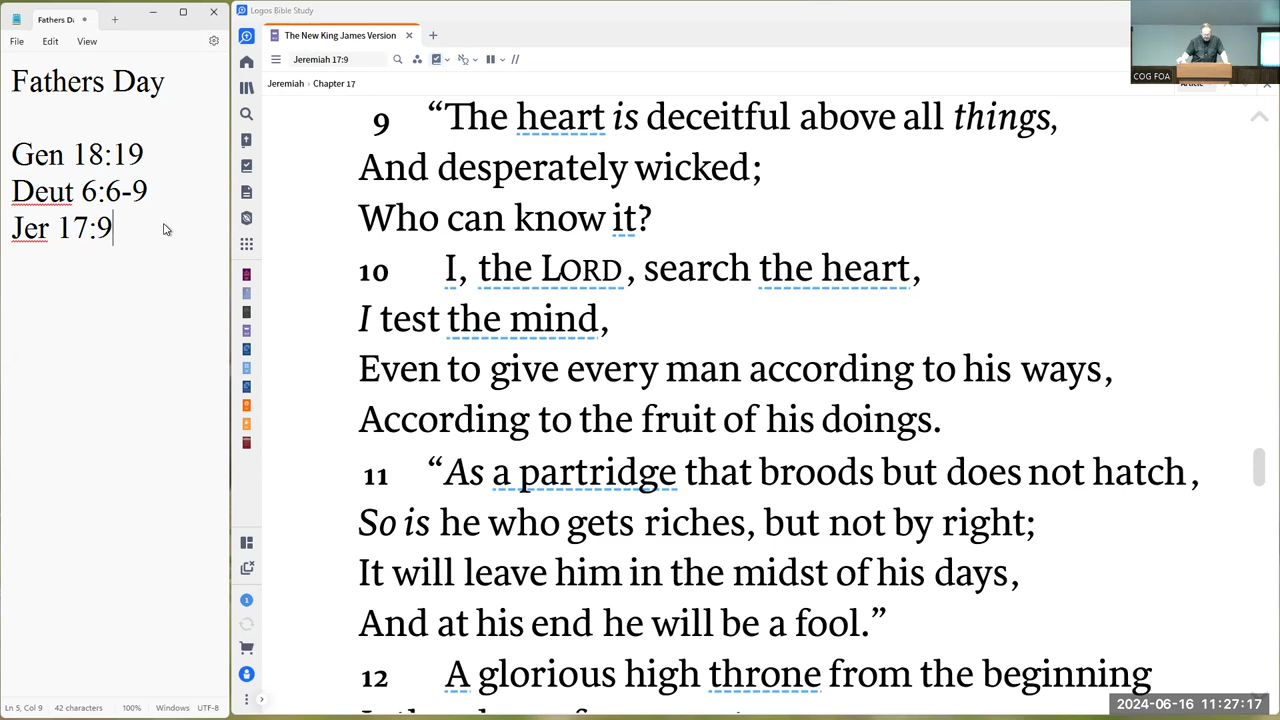 Fathers Da
File Edit View
Fathers Day
Gen 18:19
Deut 6:6-9
Jer 17:9
Ln 5, Col 9 42 characters 100% Windows UTF-8
Logos Bible Study
The New King James Version
Jeremiah 17:9
Jeremiah › Chapter 17
9 “The heart is deceitful above all things,
And desperately wicked;
Who can know it?
10 I, the LORD, search the heart,
I test the mind,
Even to give every man according to his ways,
According to the fruit of his doings.
11 “As a partridge that broods but does not hatch,
So is he who gets riches, but not by right;
It will leave him in the midst of his days,
And at his end he will be a fool.”
12 A glorious high throne from the beginning
1
COG FOA
2024-06-16 11:27:17